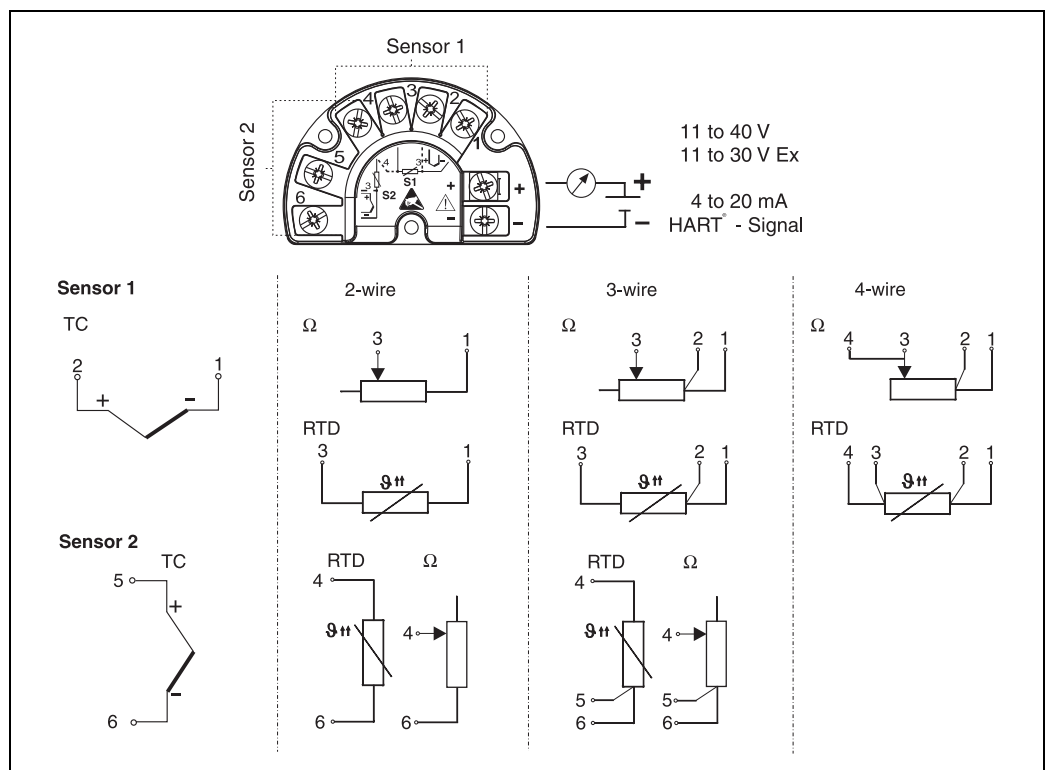 Sensor 1
Sensor 2
4 3 2
5
1
6
4 3 + -
3
S1
S2
+
-
+ -
+
-
+
-
11 to 40 V
11 to 30 V Ex
4 to 20 mA
HART® - Signal
Sensor 1
2-wire
3-wire
4-wire
TC
2 1
+ -
Ω
3 1
Ω
3 2 1
Ω
4 3 2 1
RTD
3 1
ϑ
RTD
3 2 1
ϑ
RTD
4 3 2 1
ϑ
Sensor 2
TC
5
+
-
6
RTD Ω
4
ϑ 4
6 6
RTD Ω
4
ϑ 4
5 5
6 6